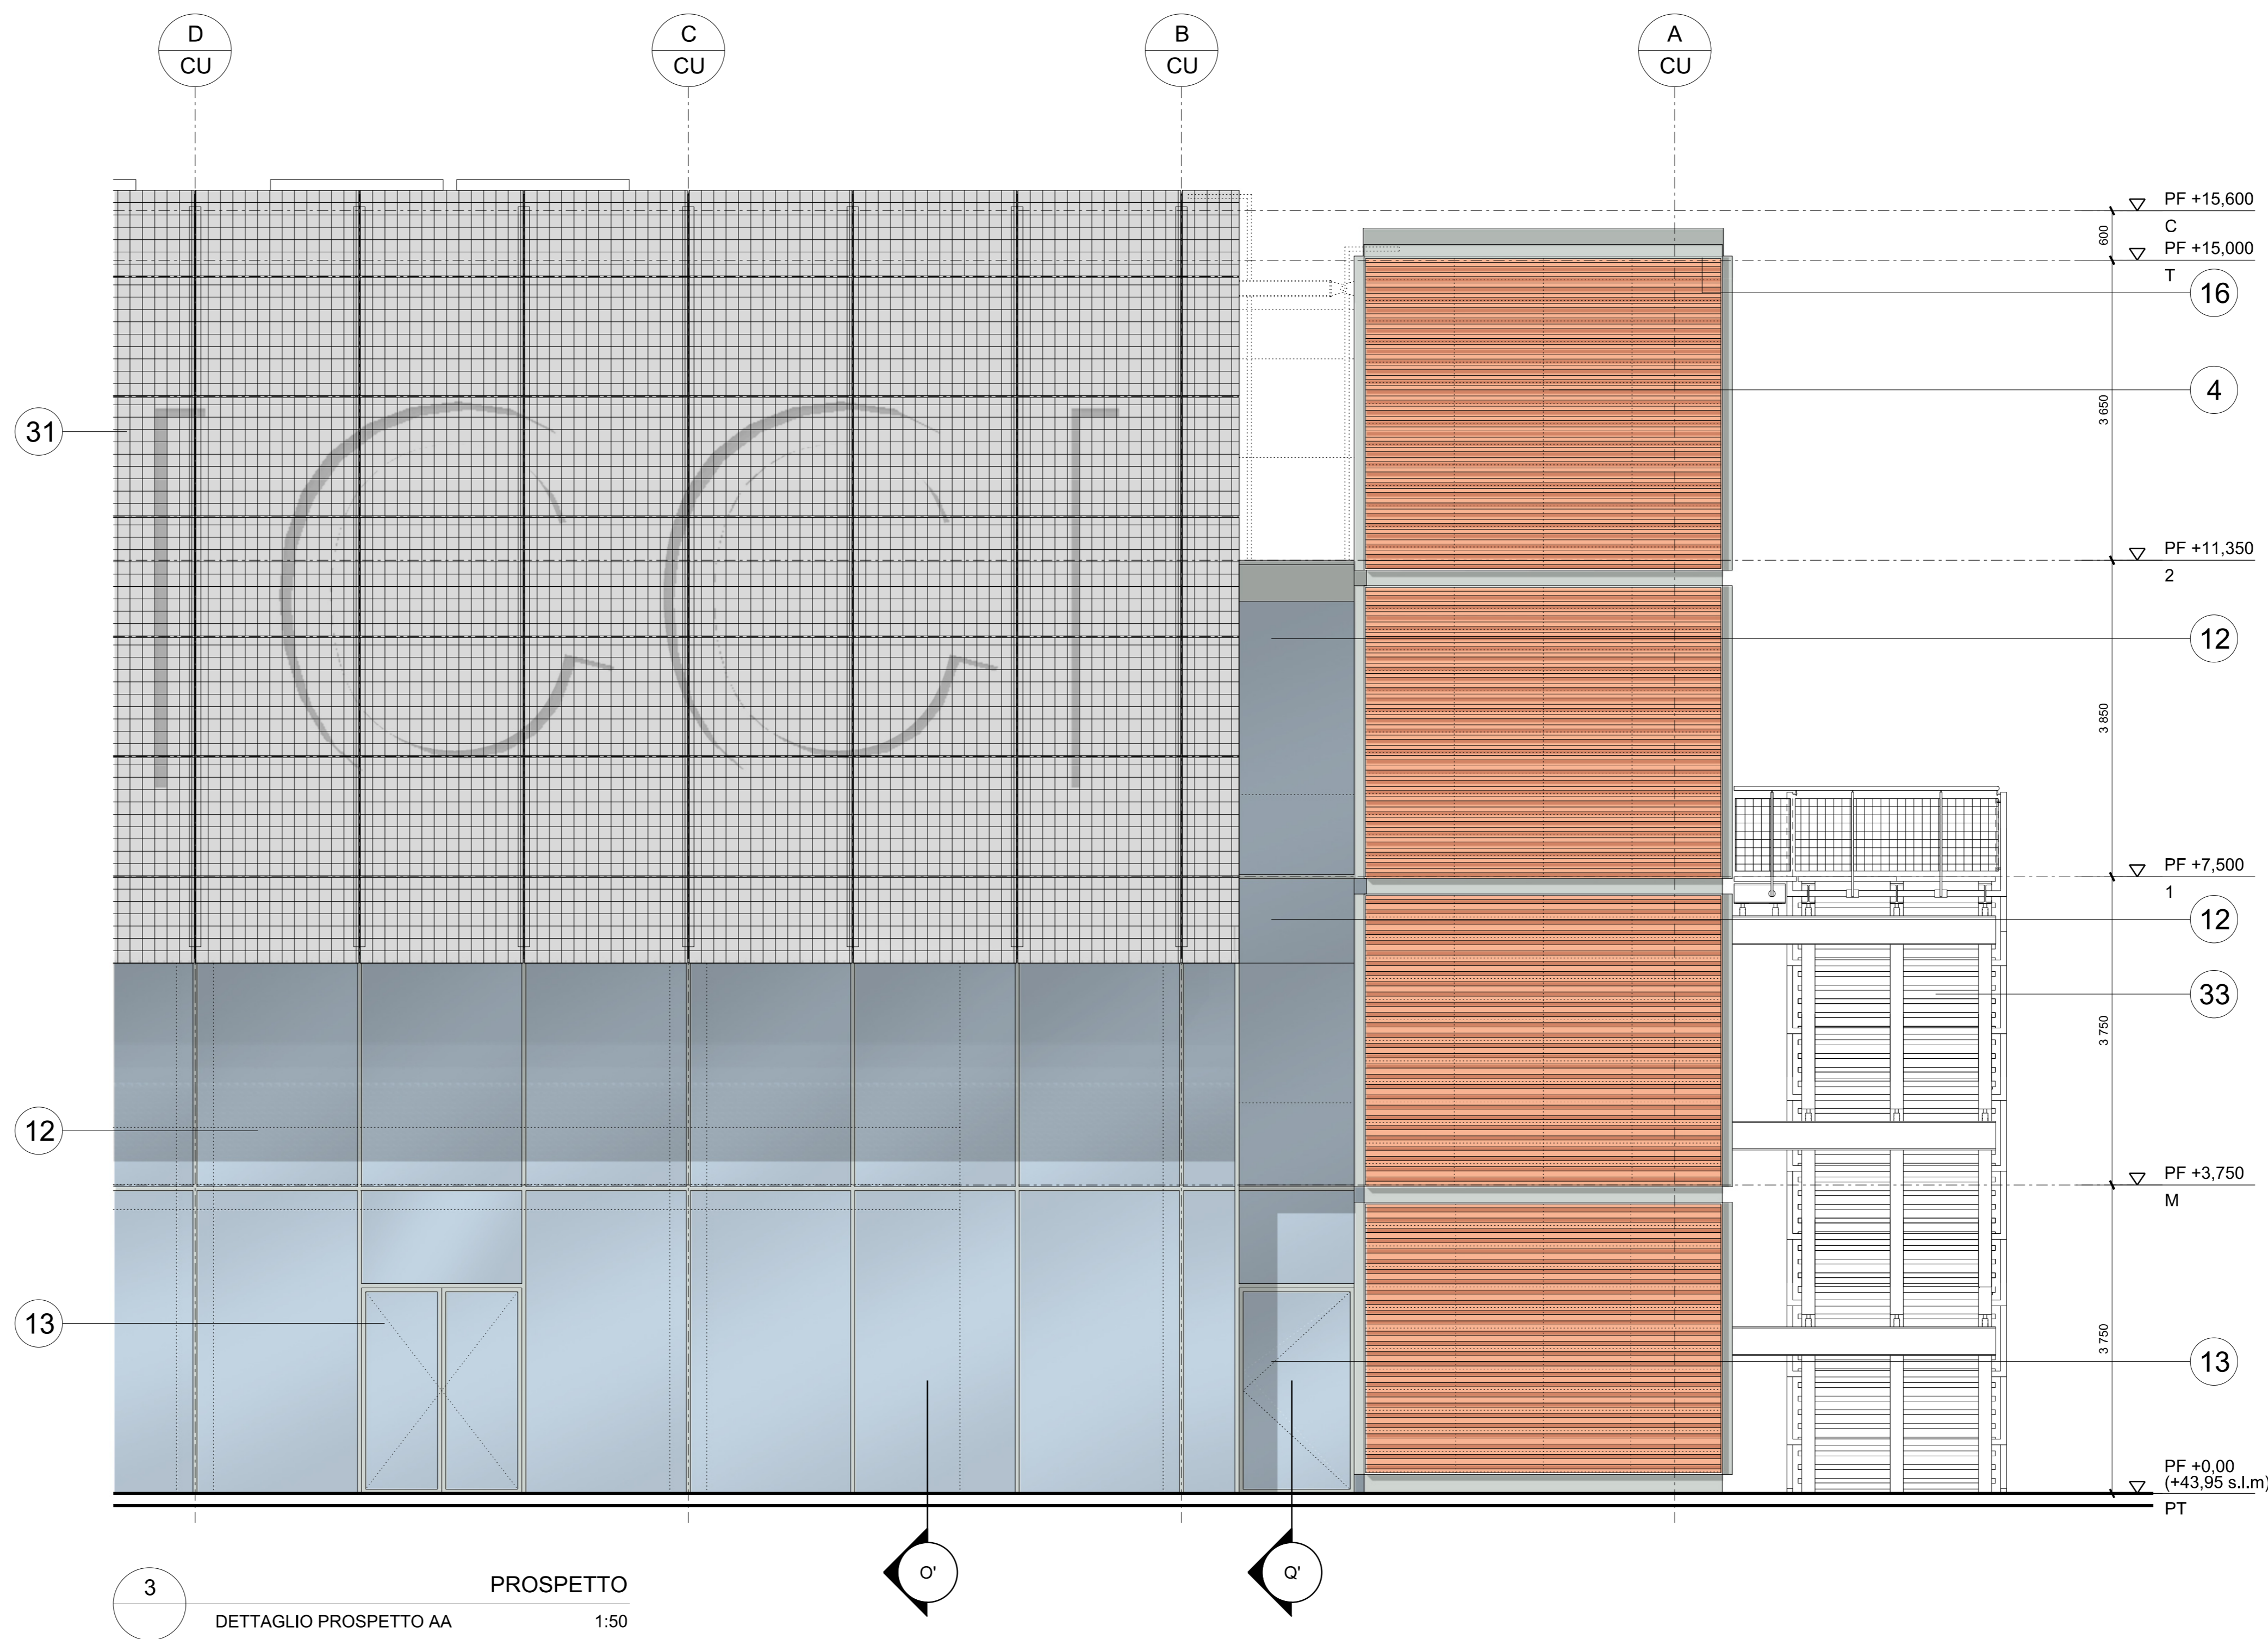 D
CU
C
CU
B
CU
A
CU
PF +15,600
C
600
PF +15,000
T
16
4
3 650
31
ICCI
PF +11,350
2
12
3 850
PF +7,500
1
12
33
3 750
12
PF +3,750
M
13
3 750
13
PF +0,00
(+43,95 s.l.m)
PT
O'
Q'
3
PROSPETTO
DETTAGLIO PROSPETTO AA
1:50